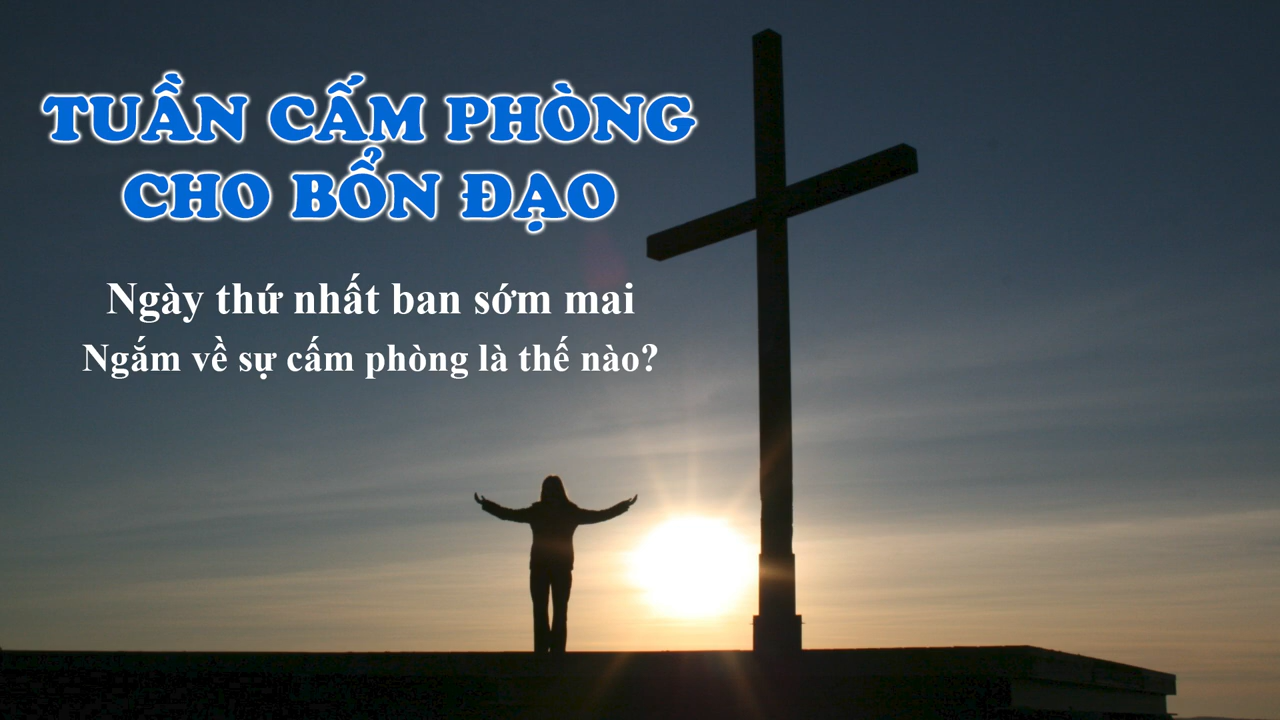 TUẦN CẤM PHÒNG
CHO BỔN ĐẠO
Ngày thứ nhất ban sớm mai
Ngắm về sự cấm phòng là thế nào?